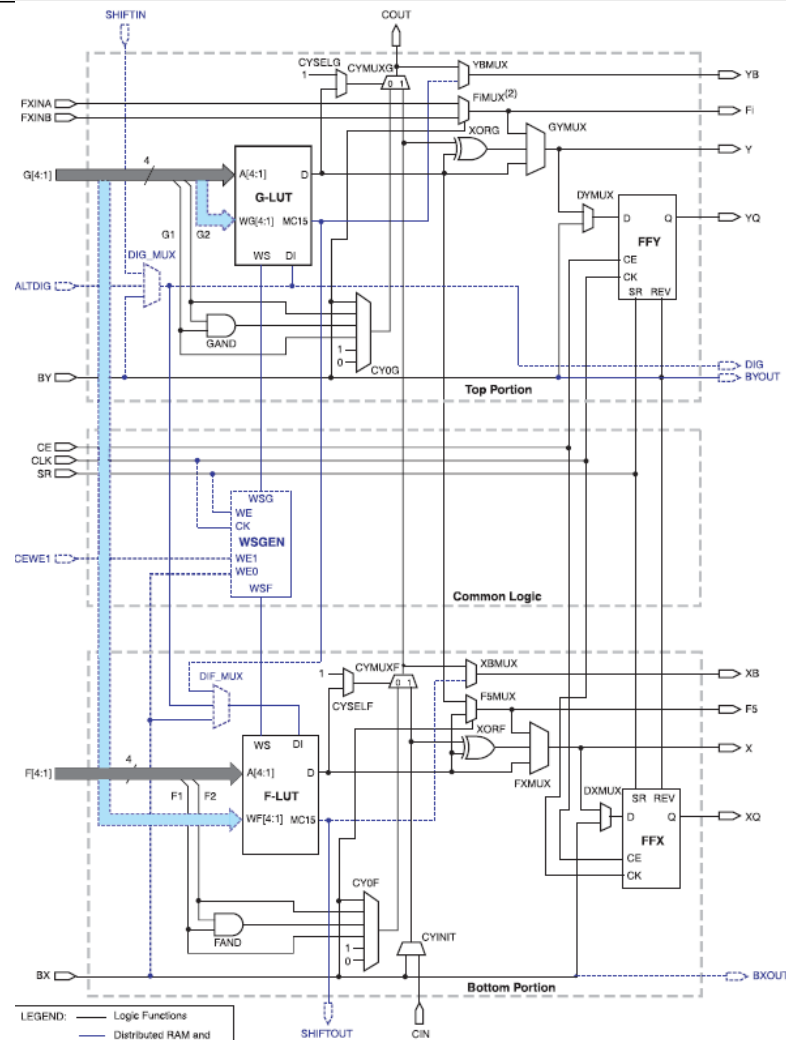 SHIFTIN
COUT
CYSELG
CYMUXG
YBMUX
YB
1
0 1
FXINA
FXINB
FiMUX(2)
Fi
XORG
GYMUX
Y
G[4:1]
4
A[4:1]
D
G-LUT
WG[4:1]
MC15
WS
DI
G1
G2
DYMUX
D
Q
YQ
FFY
CE
CK
SR
REV
DIG_MUX
ALTDIG
GAND
1
0
CY0G
DIG
BY
BYOUT
Top Portion
CE
CLK
SR
WSG
WE
CK
WSGEN
CEWE1
WE1
WE0
WSF
Common Logic
CYMUXF
XBMUX
XB
DIF_MUX
1
0 1
CYSELF
F5MUX
F5
XORF
X
FXMUX
WS
DI
F[4:1]
4
A[4:1]
D
F-LUT
F1
F2
WF[4:1]
MC15
DXMUX
SR
REV
D
Q
XQ
FFX
CE
CK
CY0F
FAND
1
0
CYINIT
BX
BXOUT
Bottom Portion
LEGEND:
Logic Functions
Distributed RAM and
SHIFTOUT
CIN